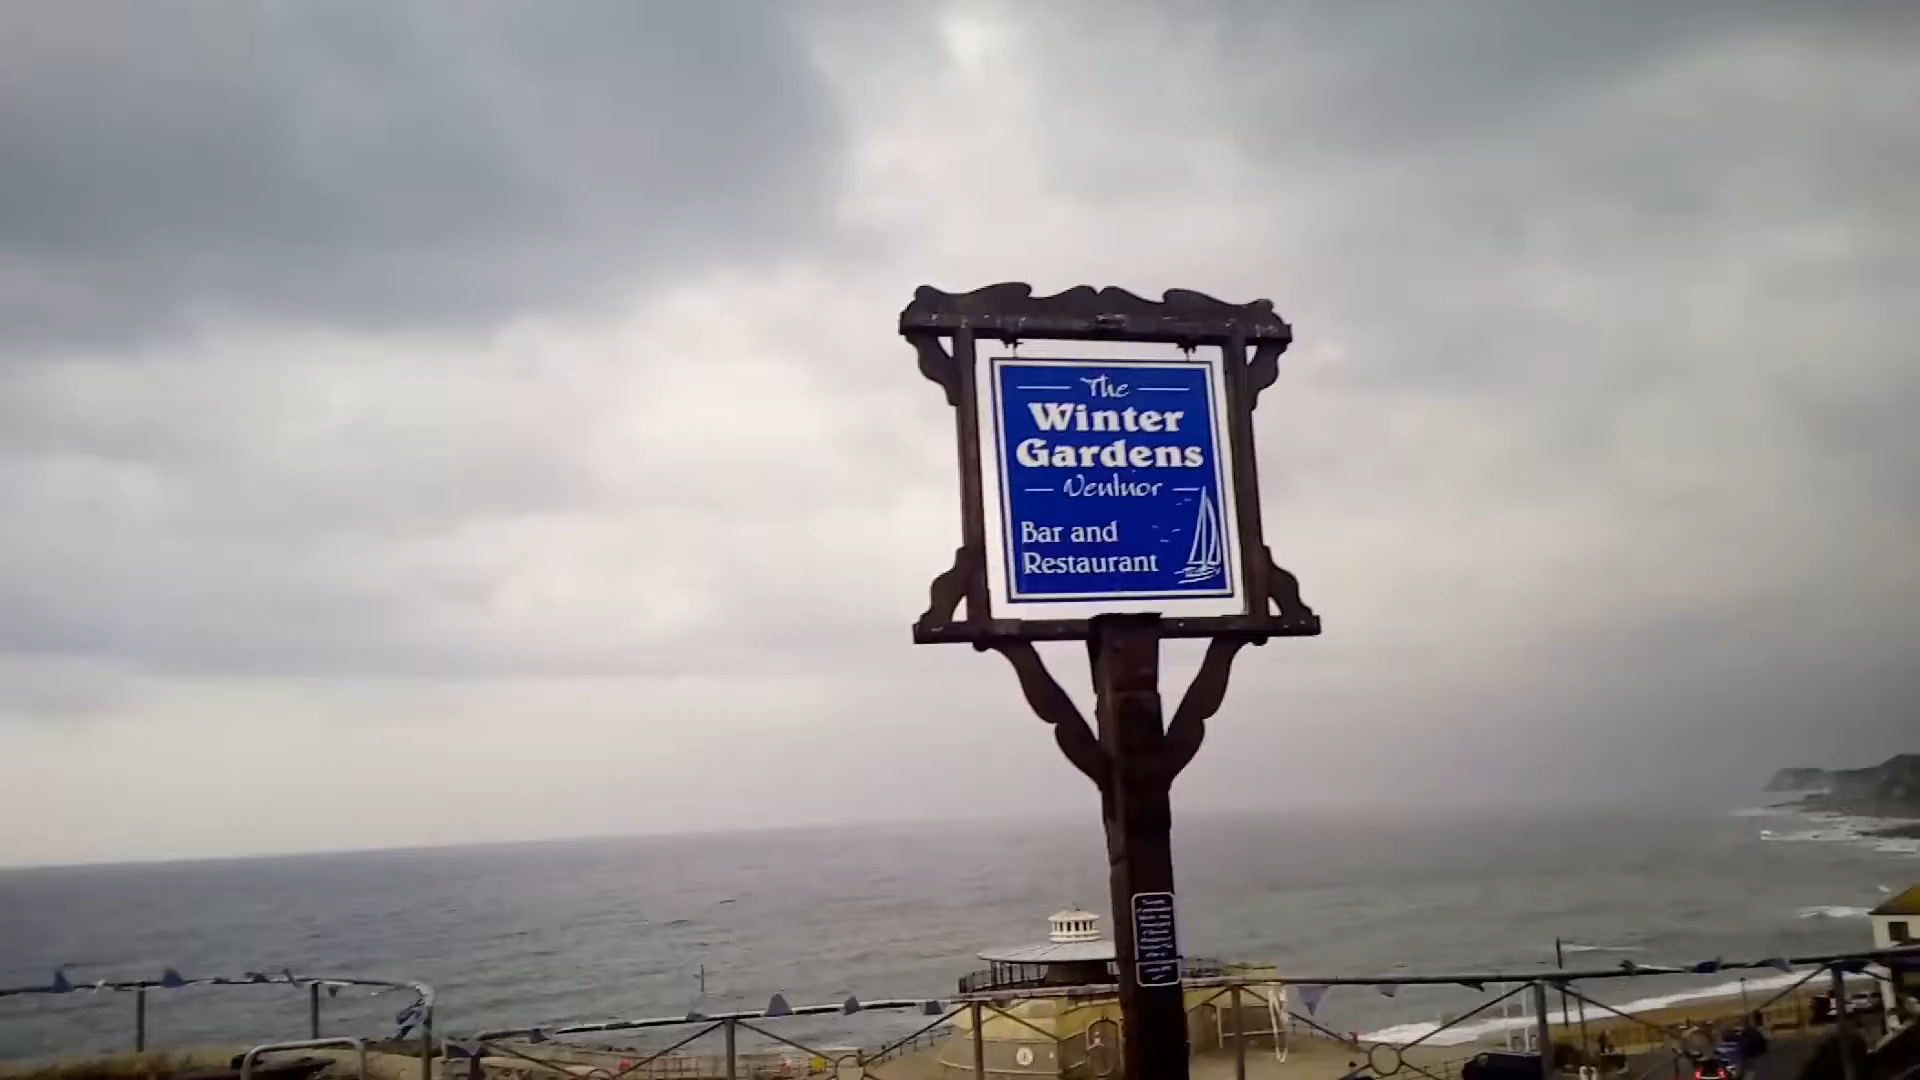 The
Winter
Gardens
Ventnor
Bar and
Restaurant